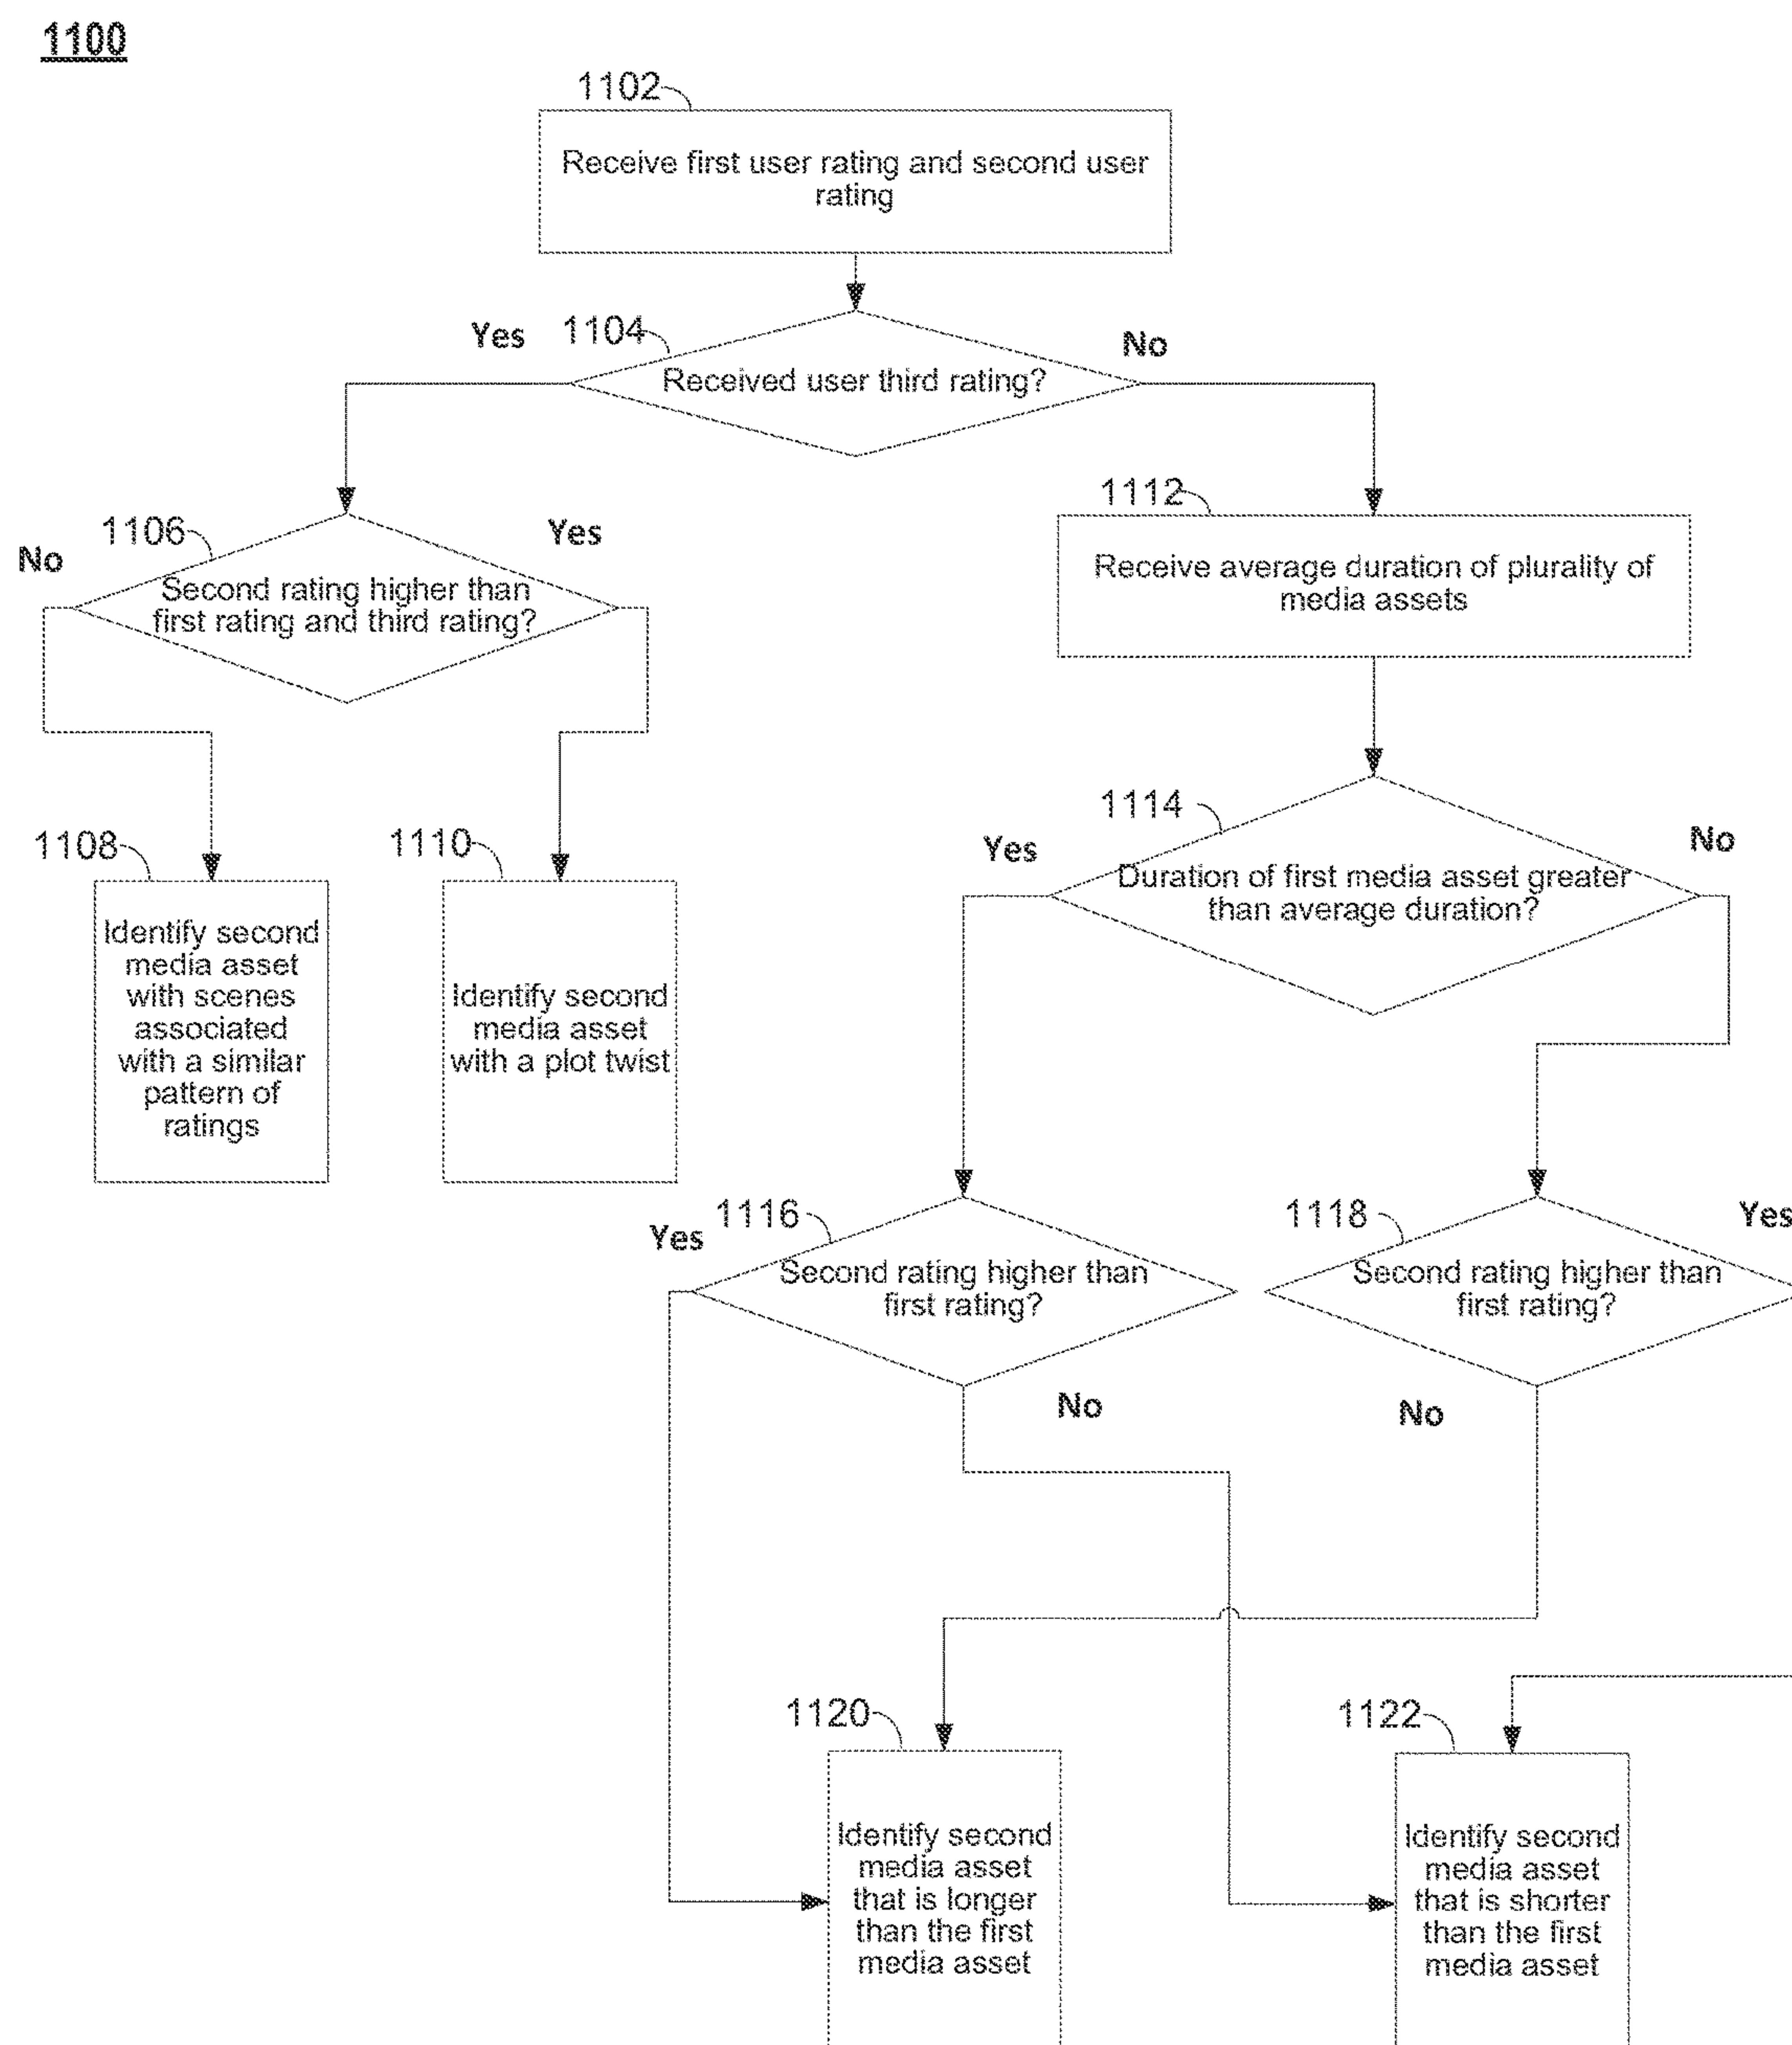 1100
1102
Receive first user rating and second user
rating
Yes
1104
No
Received user third rating?
1106
No
Yes
Second rating higher than
first rating and third rating?
1112
Receive average duration of plurality of
media assets
1114
Yes
No
Duration of first media asset greater
than average duration?
1108
Identify second
media asset
with scenes
associated
with a similar
pattern of
ratings
1110
Identify second
media asset
with a plot twist
1116
Yes
Second rating higher than
first rating?
No
1118
Yes
Second rating higher than
first rating?
No
1120
Identify second
media asset
that is longer
than the first
media asset
1122
Identify second
media asset
that is shorter
than the first
media asset